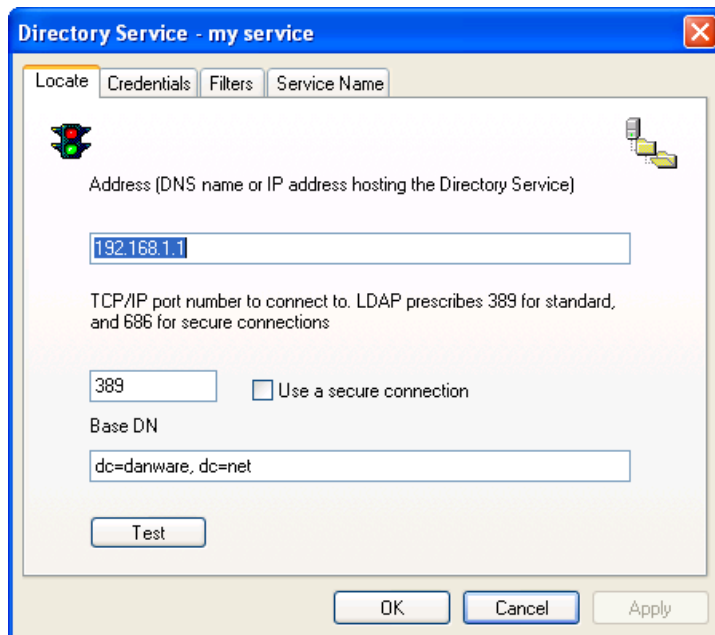 Directory Service - my service
Locate Credentials Filters Service Name
Address (DNS name or IP address hosting the Directory Service)
192.168.1.1
TCP/IP port number to connect to. LDAP prescribes 389 for standard,
and 686 for secure connections
389 Use a secure connection
Base DN
dc=danware, dc=net
Test
OK Cancel Apply